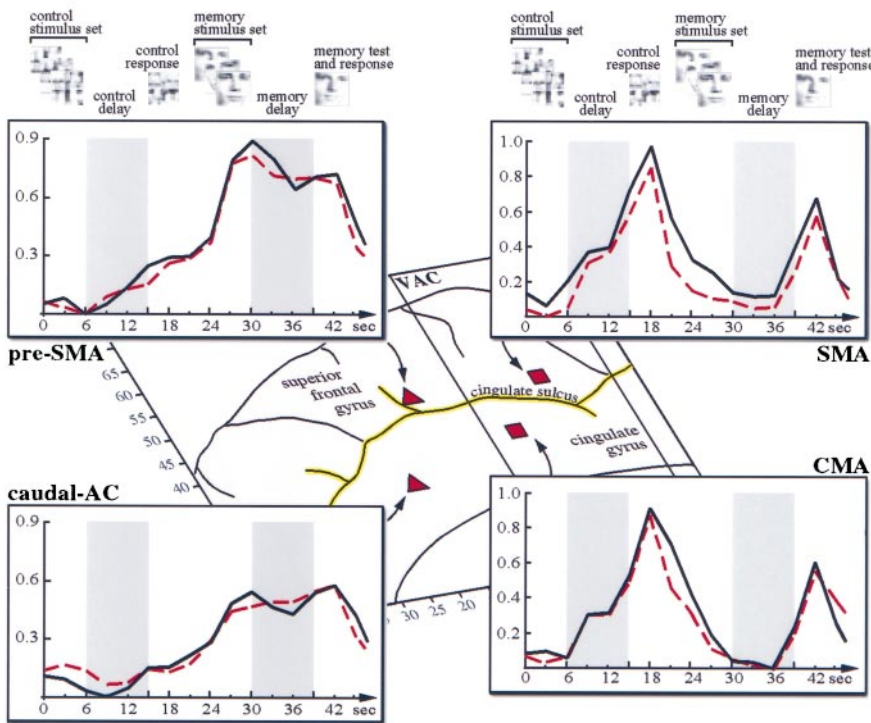 control
stimulus set
control
response
control
delay
memory
stimulus set
memory test
and response
memory delay
control
stimulus set
control
response
control
delay
memory
stimulus set
memory test
and response
memory delay
0.9
0.6
0.3
0 6 12 18 24 30 36 42 sec
pre-SMA
1.0
0.8
0.6
0.4
0.2
0 6 12 18 24 30 36 42 sec
SMA
VAC
superior
frontal
gyrus
cingulate sulcus
cingulate
gyrus
65
60
55
50
45
40
caudal-AC
0.9
0.6
0.3
0 6 12 18 24 30 36 42 sec
30 25 20
CMA
1.0
0.8
0.6
0.4
0.2
0 6 12 18 24 30 36 42 sec